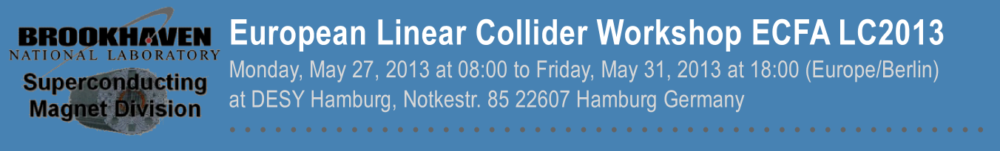 BROOKHAVEN
NATIONAL LABORATORY
Superconducting
Magnet Division
European Linear Collider Workshop ECFA LC2013
Monday, May 27, 2013 at 08:00 to Friday, May 31, 2013 at 18:00 (Europe/Berlin)
at DESY Hamburg, Notkestr. 85 22607 Hamburg Germany